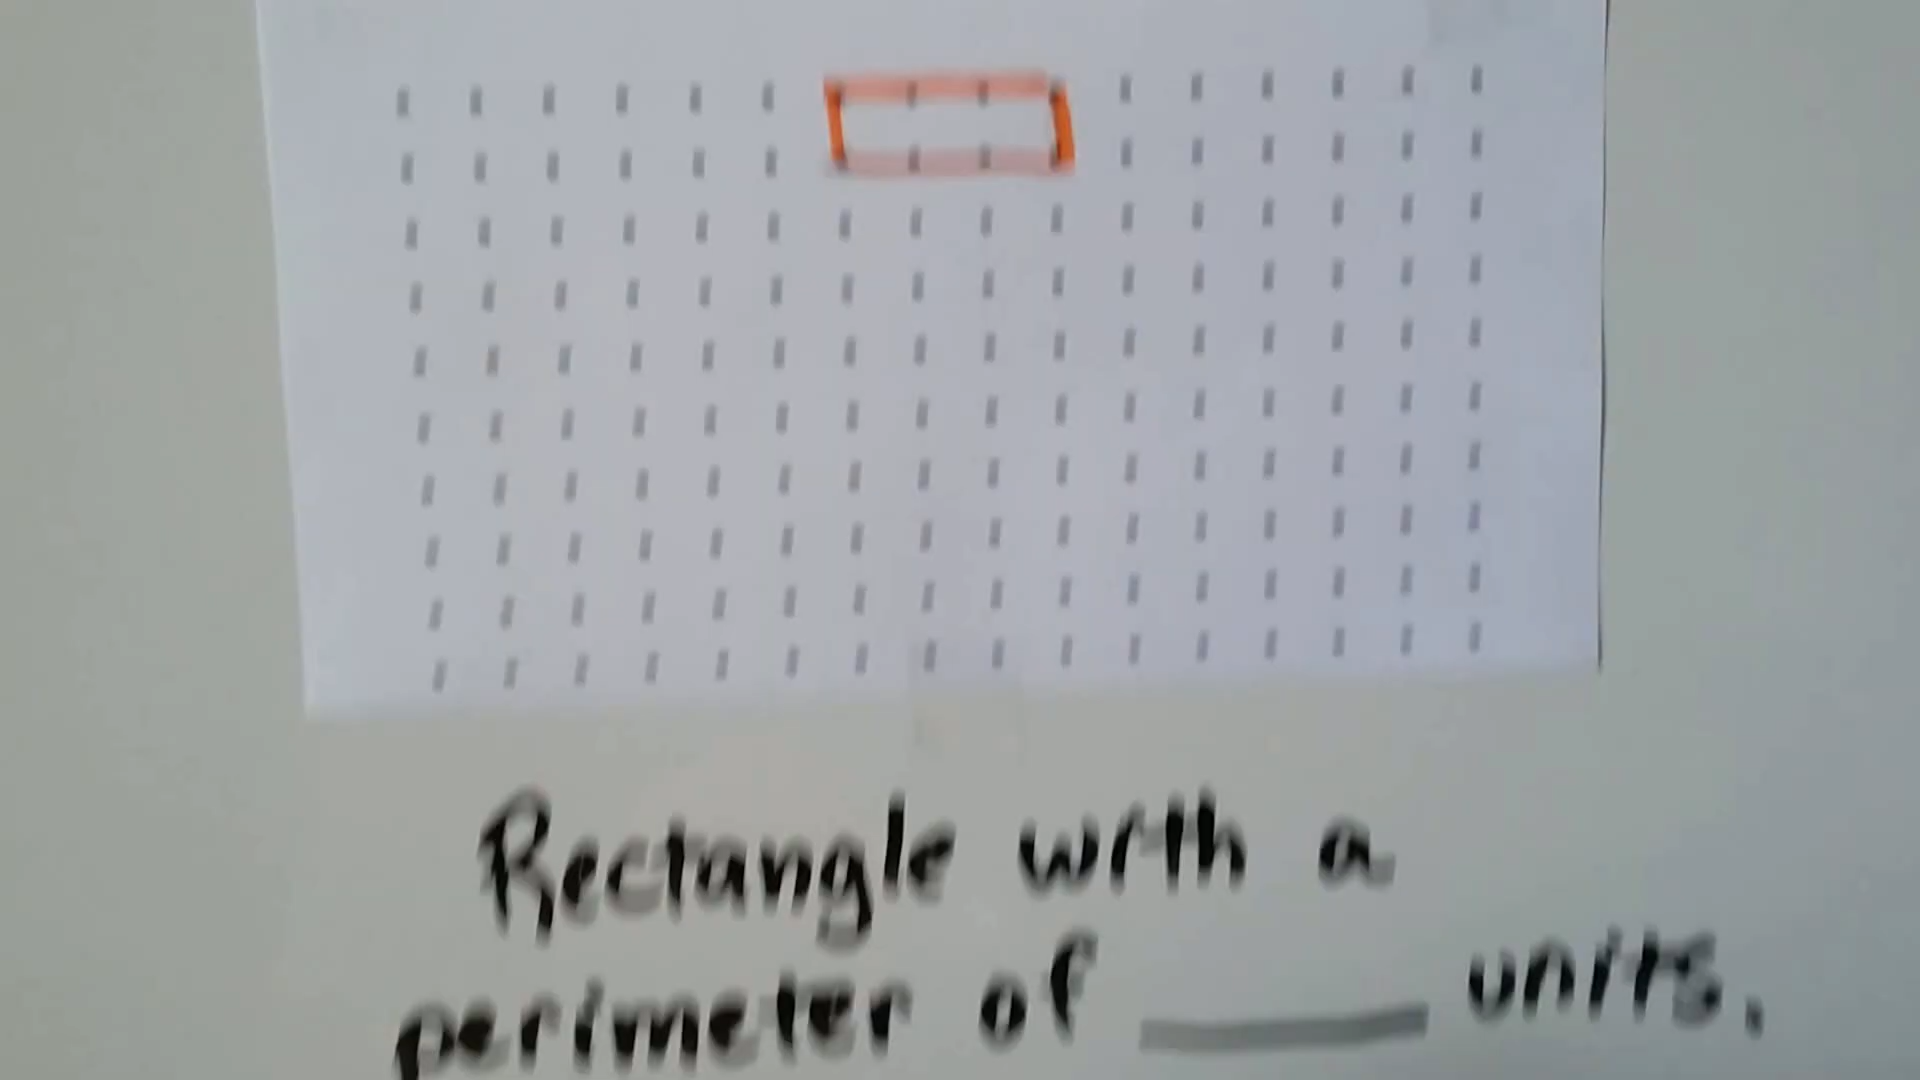 Rectangle with a
perimeter of ____ units.